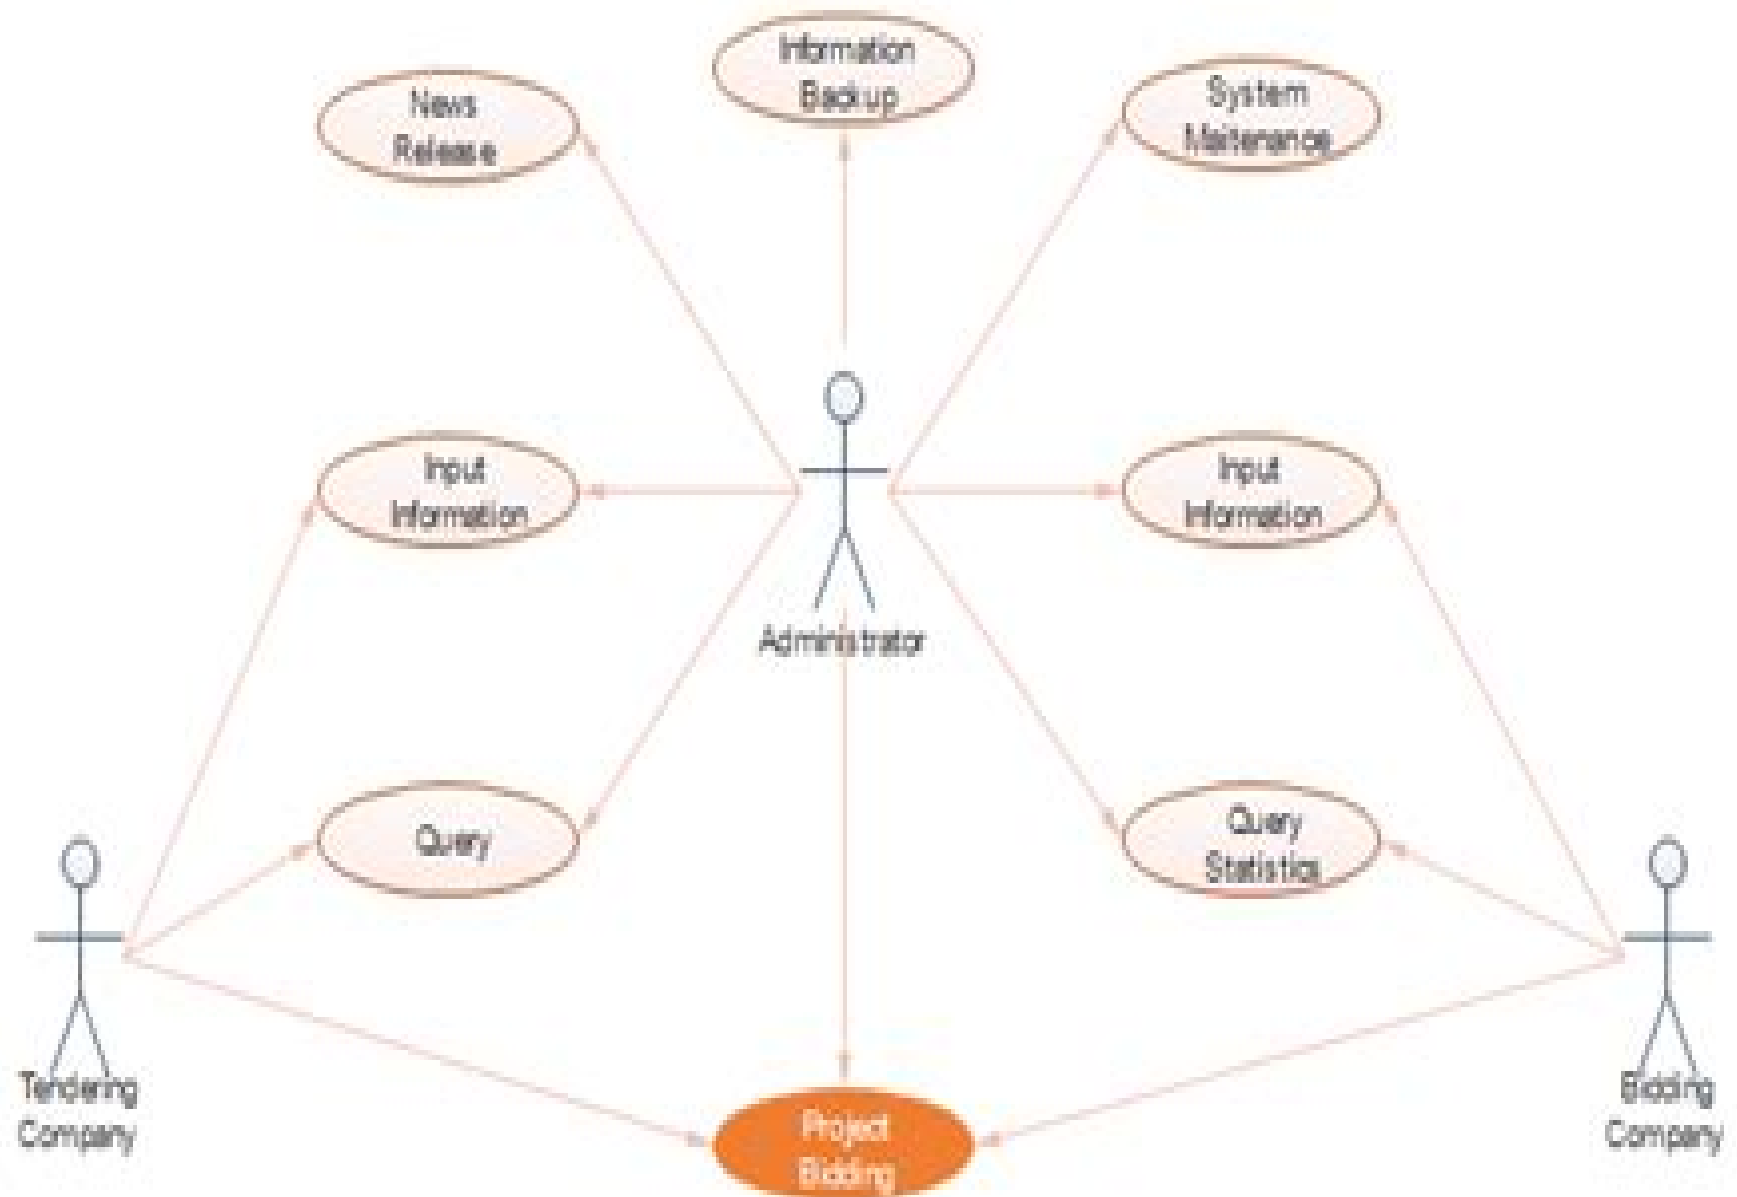 Information
Backup
News
Release
System
Maitenance
Input
Information
Input
Information
Administrator
Query
Query
Statistics
Tendering
Company
Project
Bidding
Bidding
Company